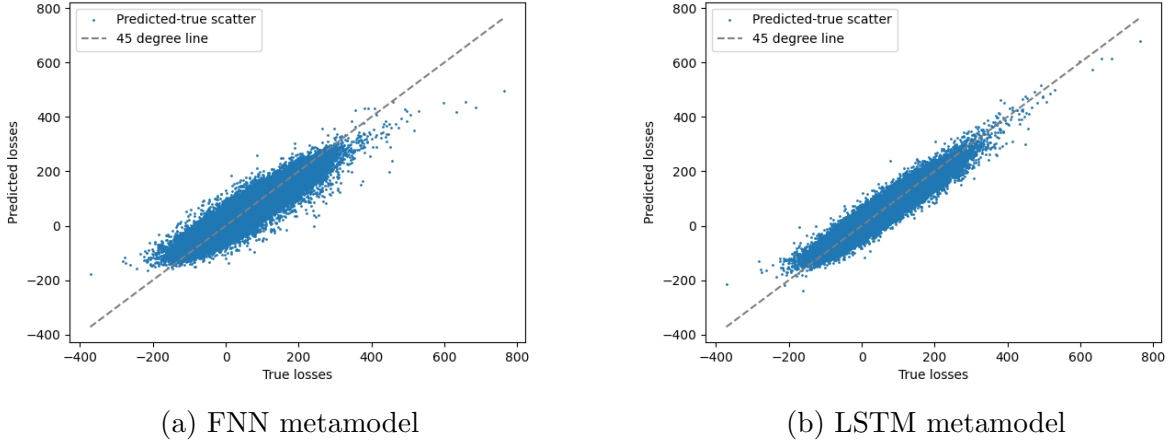 Predicted-true scatter
45 degree line
800
600
400
200
0
−200
−400
Predicted losses
−400 −200 0 200 400 600 800
True losses
(a) FNN metamodel
Predicted-true scatter
45 degree line
800
600
400
200
0
−200
−400
Predicted losses
−400 −200 0 200 400 600 800
True losses
(b) LSTM metamodel